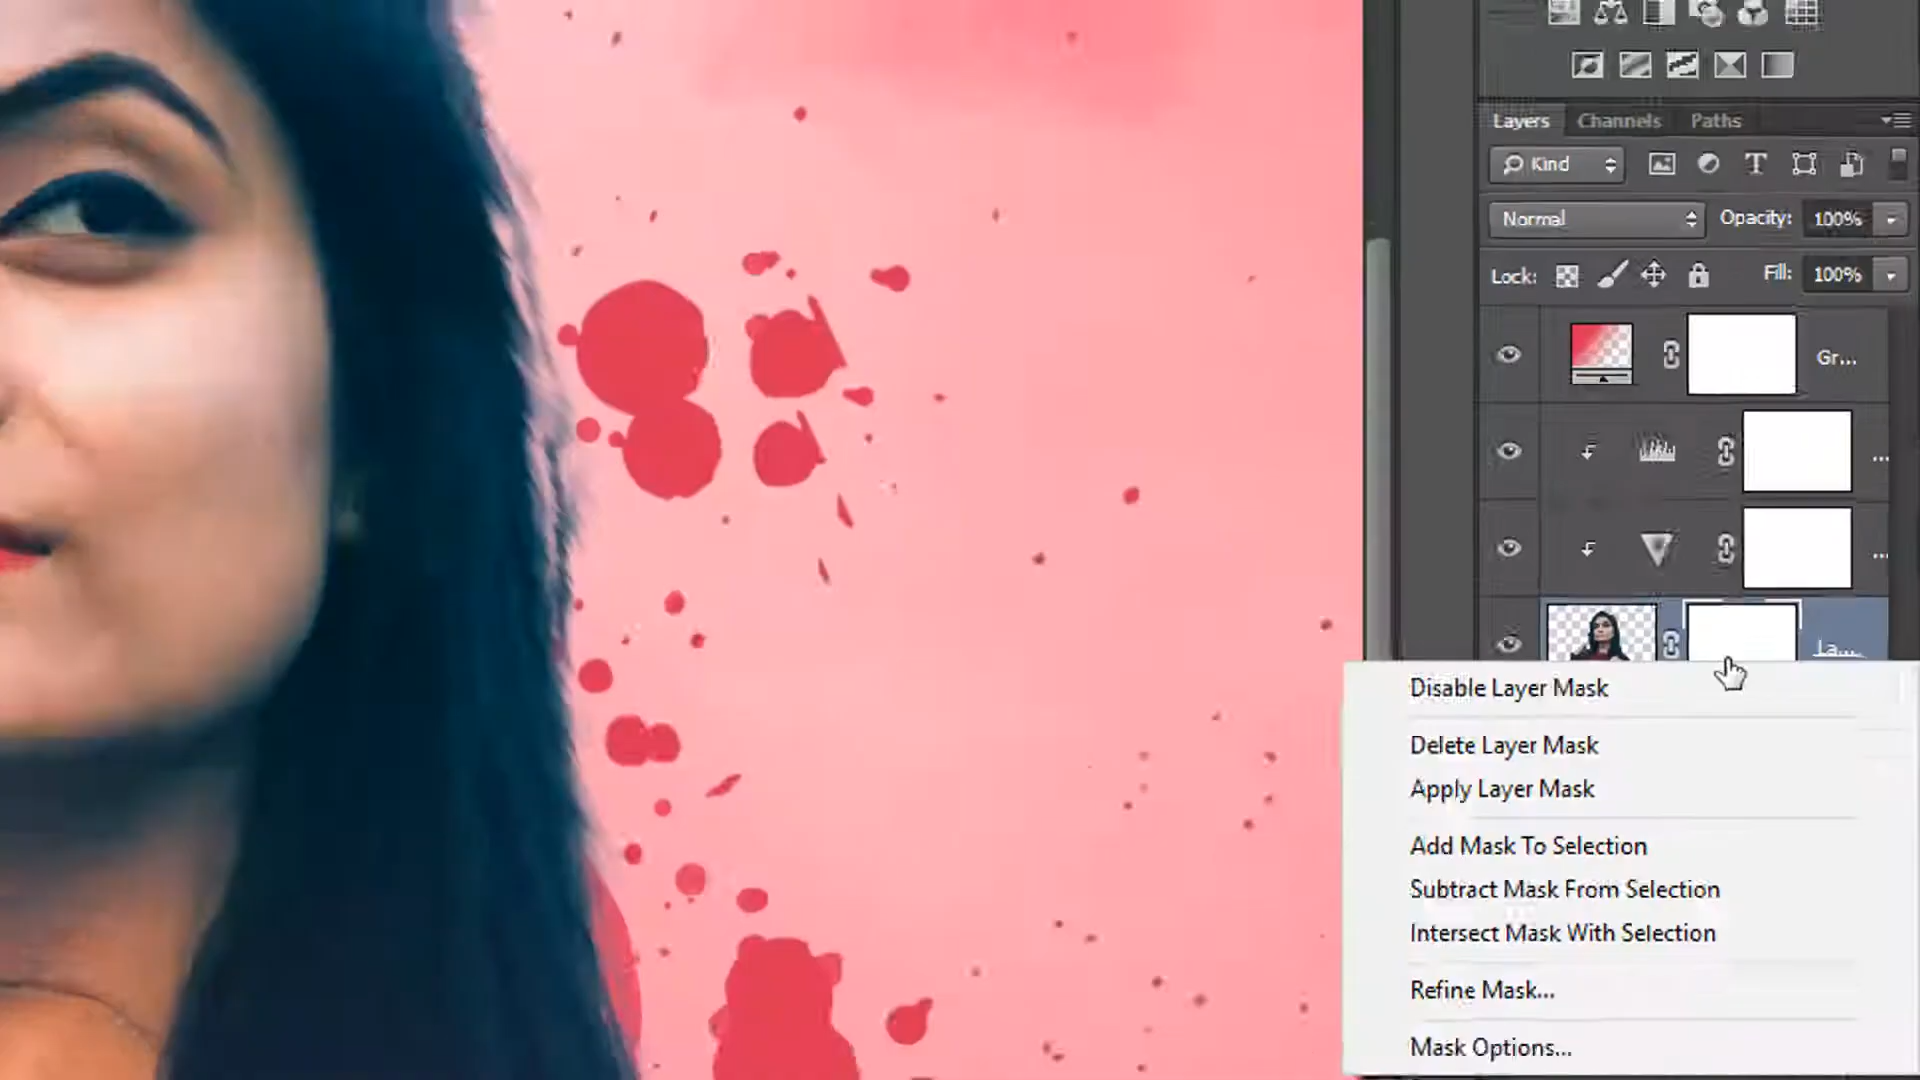 Layers Channels Paths
Kind
Normal Opacity: 100%
Lock: Fill: 100%
Gr...
...
...
La...
Disable Layer Mask
Delete Layer Mask
Apply Layer Mask
Add Mask To Selection
Subtract Mask From Selection
Intersect Mask With Selection
Refine Mask...
Mask Options...